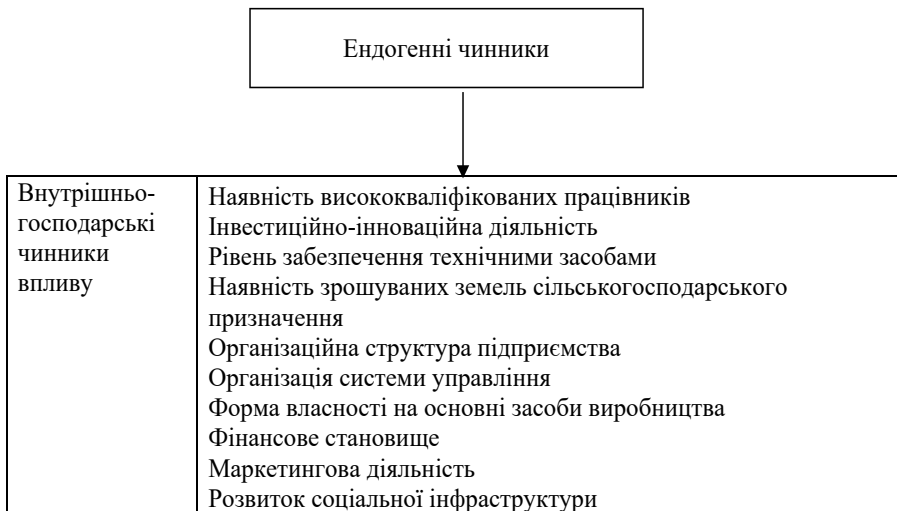 Ендогенні чинники
Внутрішньо-
господарські
чинники
впливу
Наявність висококваліфікованих працівників
Інвестиційно-інноваційна діяльність
Рівень забезпечення технічними засобами
Наявність зрошуваних земель сільськогосподарського
призначення
Організаційна структура підприємства
Організація системи управління
Форма власності на основні засоби виробництва
Фінансове становище
Маркетингова діяльність
Розвиток соціальної інфраструктури